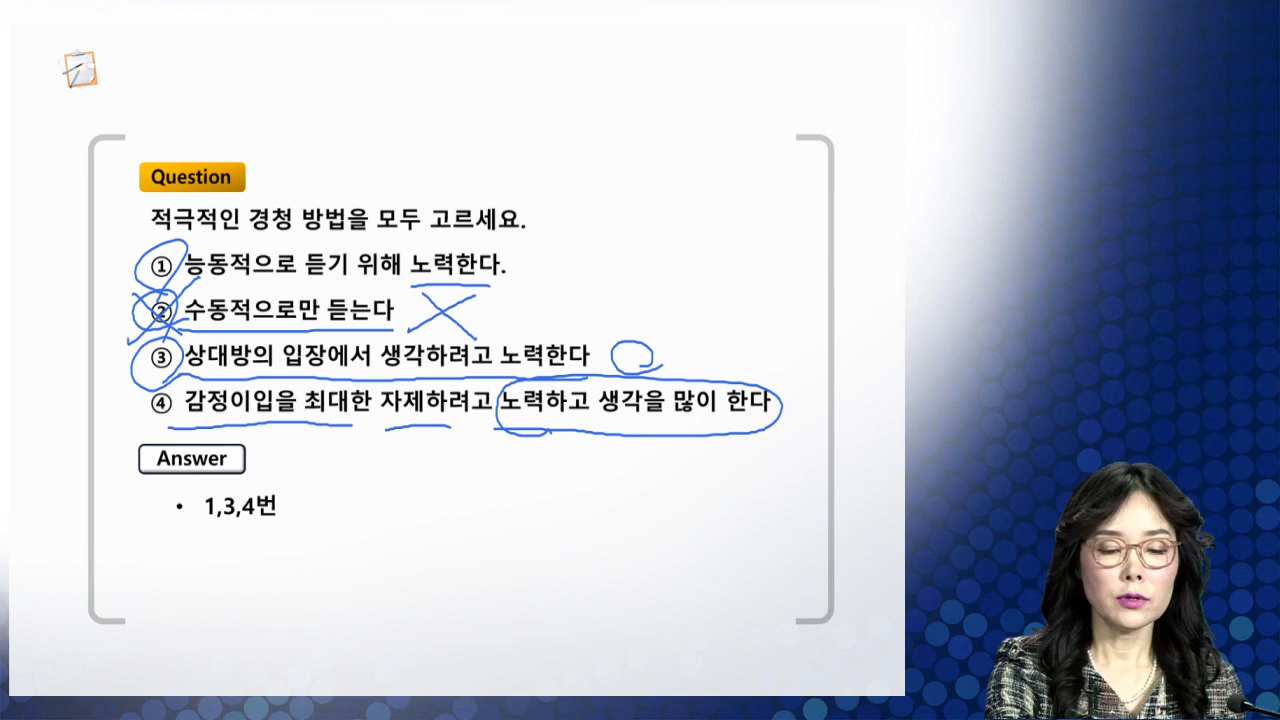 Question
적극적인 경청 방법을 모두 고르세요.
① 능동적으로 듣기 위해 노력한다.
② 수동적으로만 듣는다
③ 상대방의 입장에서 생각하려고 노력한다
④ 감정이입을 최대한 자제하려고 노력하고 생각을 많이 한다
Answer
• 1,3,4번